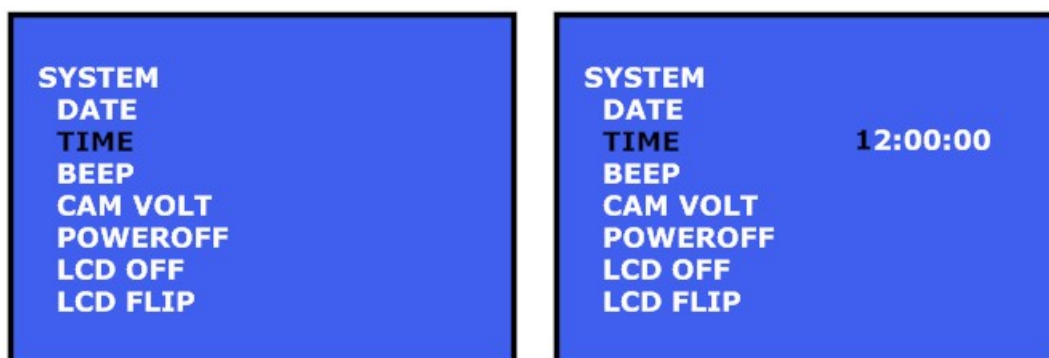 SYSTEM
DATE
TIME
BEEP
CAM VOLT
POWEROFF
LCD OFF
LCD FLIP
SYSTEM
DATE
TIME 12:00:00
BEEP
CAM VOLT
POWEROFF
LCD OFF
LCD FLIP